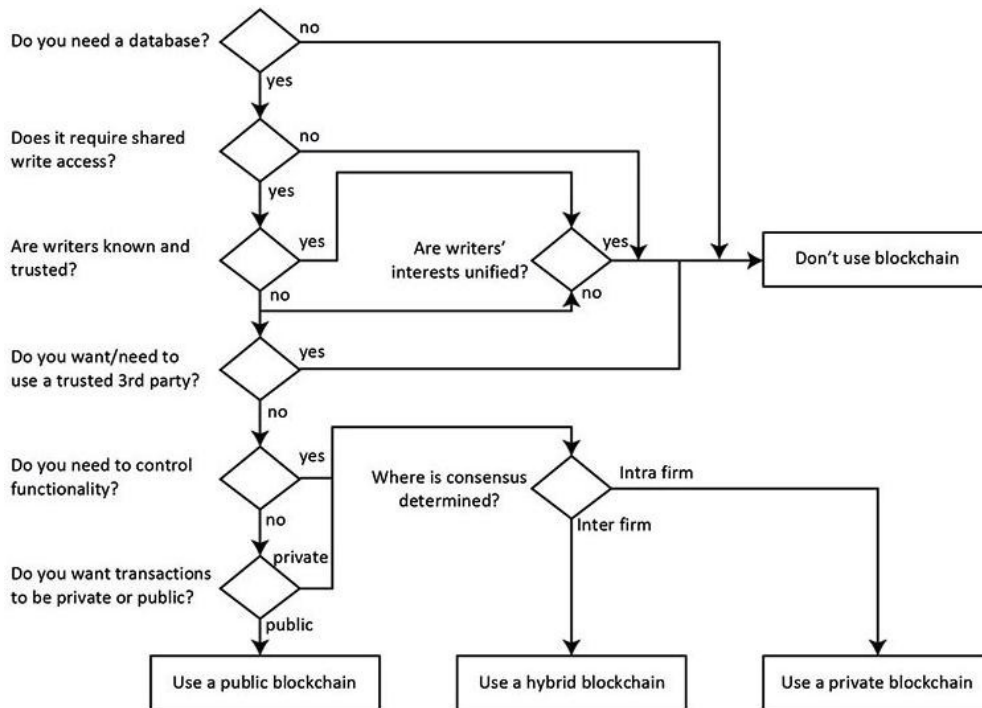 Do you need a database?
no
yes
Does it require shared
write access?
no
yes
Are writers known and
trusted?
yes
no
Are writers’
interests unified?
yes
no
Don’t use blockchain
Do you want/need to
use a trusted 3rd party?
yes
no
Do you need to control
functionality?
yes
no
Where is consensus
determined?
Intra firm
Inter firm
Do you want transactions
to be private or public?
private
public
Use a public blockchain
Use a hybrid blockchain
Use a private blockchain